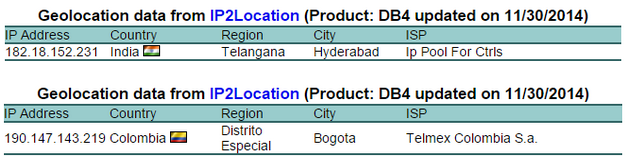 Geolocation data from IP2Location (Product: DB4 updated on 11/30/2014)
IP Address Country Region City ISP
182.18.152.231 India Telangana Hyderabad Ip Pool For Ctrls
Geolocation data from IP2Location (Product: DB4 updated on 11/30/2014)
IP Address Country Region City ISP
190.147.143.219 Colombia Distrito Especial Bogota Telmex Colombia S.a.